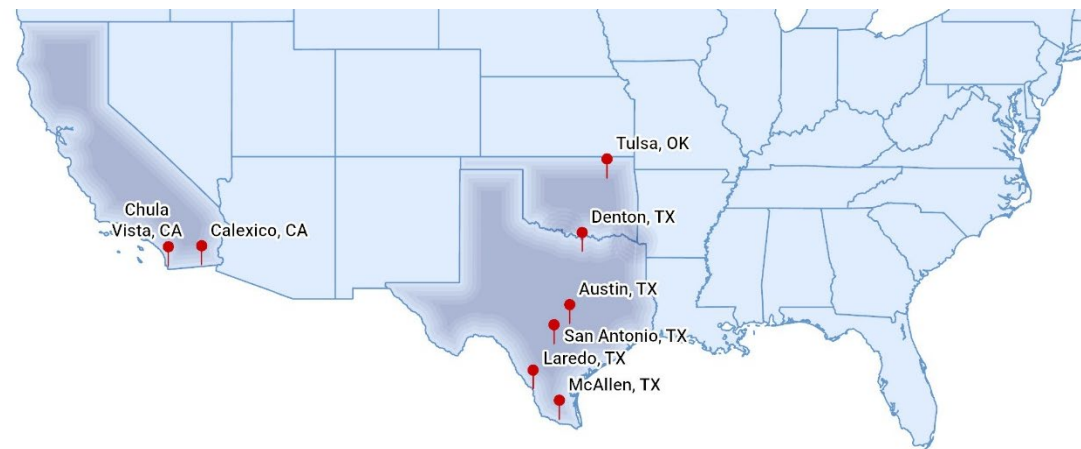 Tulsa, OK
Chula
Vista, CA
Calexico, CA
Denton, TX
Austin, TX
San Antonio, TX
Laredo, TX
McAllen, TX